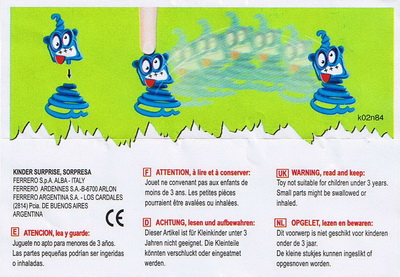 k02n84
KINDER SURPRISE, SORPRESA
FERRERO S.p.A. ALBA - ITALY
FERRERO ARDENNES S.A.-B-6700 ARLON
FERRERO ARGENTINA S.A. - LOS CARDALES
(2814) Pcia. DE BUENOS AIRES
ARGENTINA
CE
E ATENCION, lea y guarde:
Juguete no apto para menores de 3 años.
Las partes pequeñas podrían ser ingeridas
o inhaladas.
F ATTENTION, à lire et à conserver:
Jouet ne convenant pas aux enfants de
moins de 3 ans. Les petites pièces
pourraient être avalées ou inhalées.
D ACHTUNG, lesen und aufbewahren:
Dieser Artikel ist für Kleinkinder unter 3
Jahren nicht geeignet. Die Kleinteile
könnten verschluckt oder eingeatmet
werden.
UK WARNING, read and keep:
Toy not suitable for children under 3 years.
Small parts might be swallowed or
inhaled.
NL OPGELET, lezen en bewaren:
Dit voorwerp is niet geschikt voor kinderen
onder de 3 jaar.
De kleine stukjes kunnen ingeslikt of
opgesnoven worden.